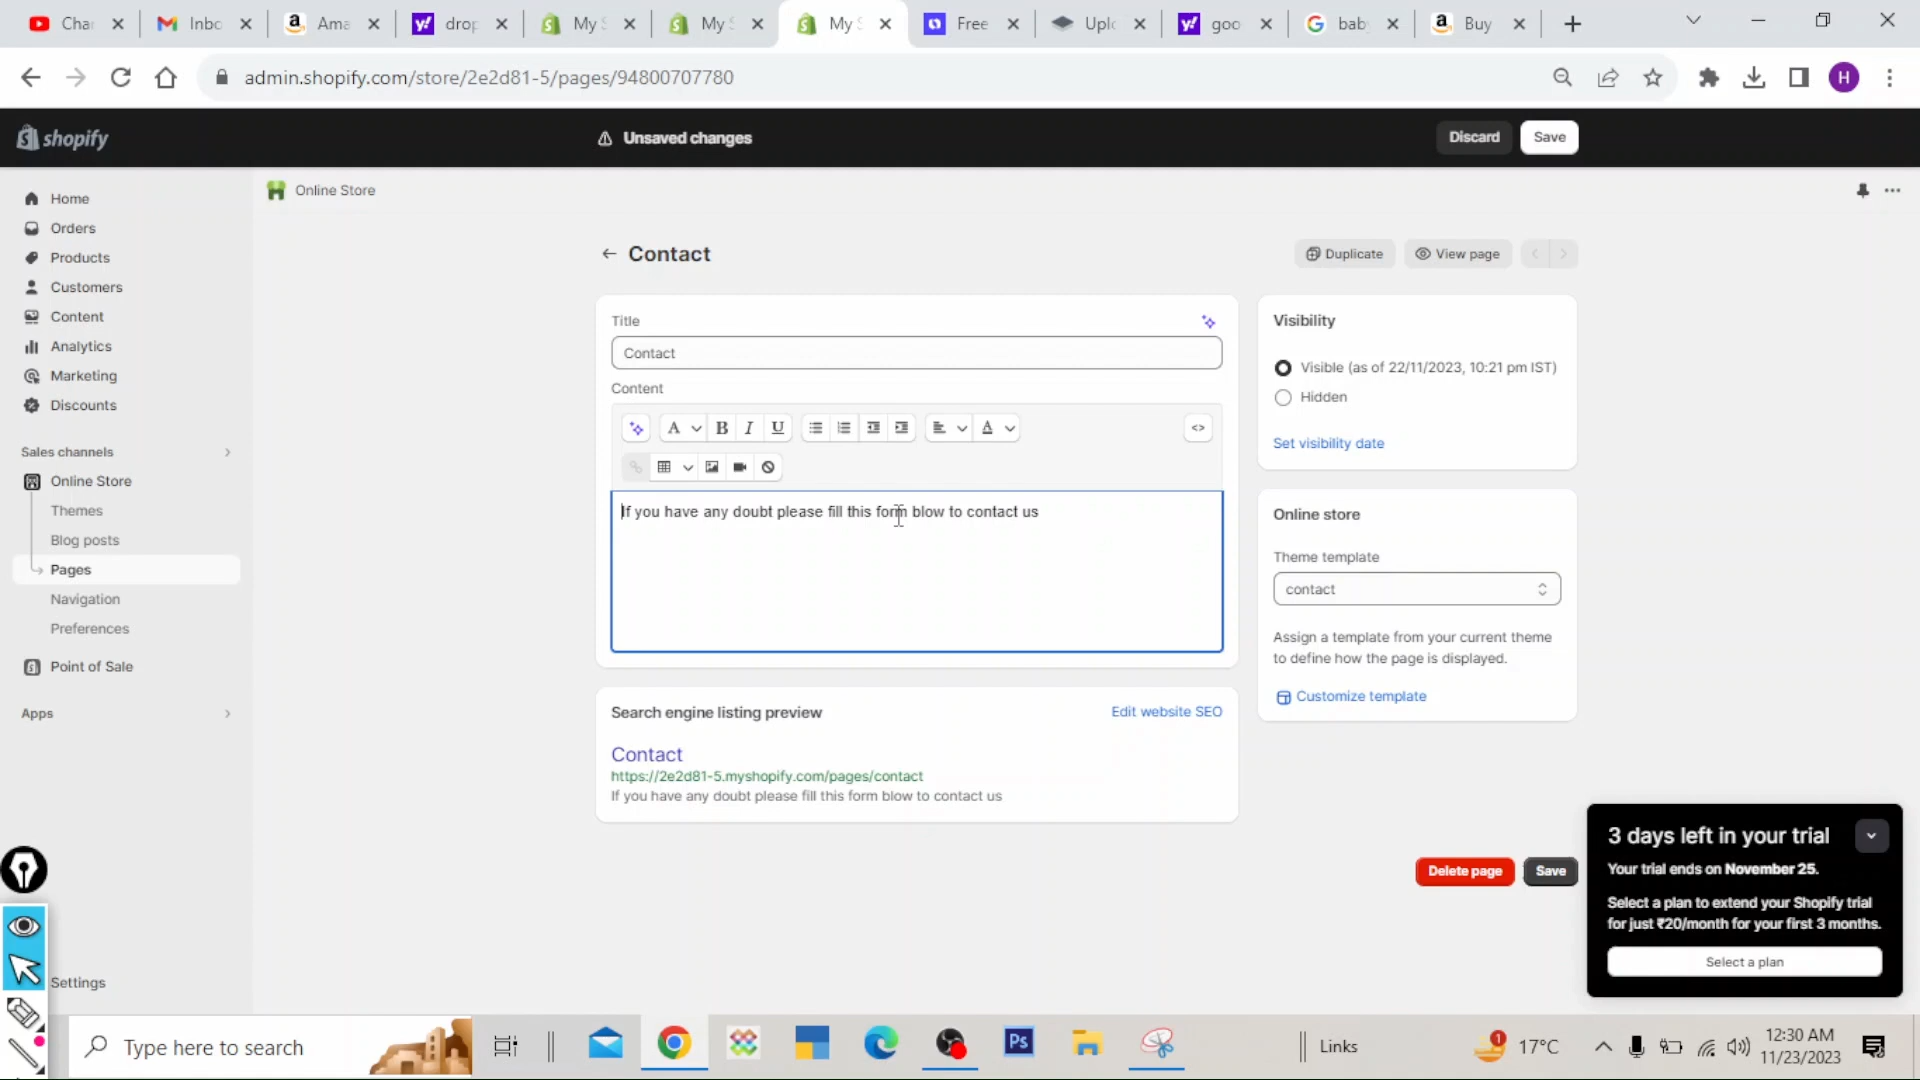 Cha
Inbo
Ama
drop
My S
My S
My S
Free
Uplo
goo
bab
Buy
admin.shopify.com/store/2e2d81-5/pages/94800707780
H
shopify
Unsaved changes
Discard
Save
Home
Orders
Products
Customers
Content
Analytics
Marketing
Discounts
Sales channels
Online Store
Themes
Blog posts
Pages
Navigation
Preferences
Point of Sale
Apps
Settings
Online Store
Contact
Duplicate
View page
Title
Contact
Content
A
B I U
A
If you have any doubt please fill this form blow to contact us
Search engine listing preview
Edit website SEO
Contact
https://2e2d81-5.myshopify.com/pages/contact
If you have any doubt please fill this form blow to contact us
Visibility
Visible (as of 22/11/2023, 10:21 pm IST)
Hidden
Set visibility date
Online store
Theme template
contact
Assign a template from your current theme
to define how the page is displayed.
Customize template
Delete page
Save
3 days left in your trial
Your trial ends on November 25.
Select a plan to extend your Shopify trial
for just ₹20/month for your first 3 months.
Select a plan
Type here to search
Ps
Links
1
17°C
12:30 AM
11/23/2023